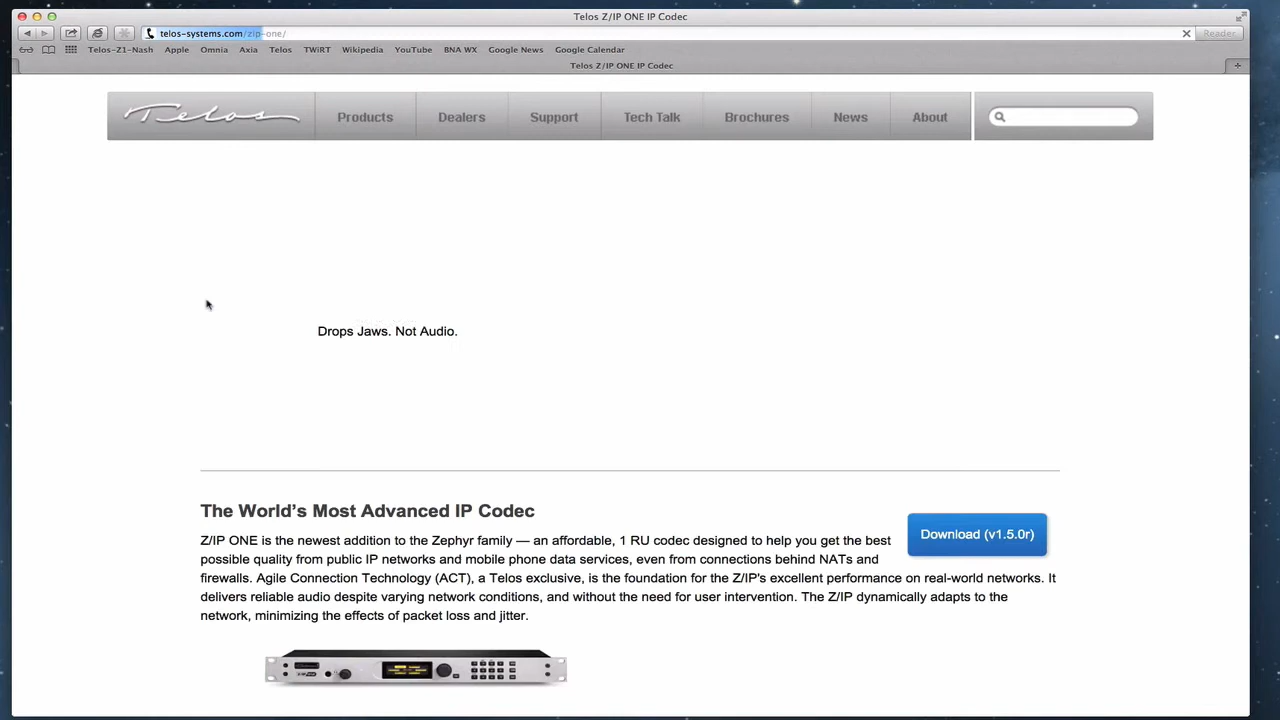 Telos Z/IP ONE IP Codec
telos-systems.com/zip-one/
Reader
Telos-Z1-Nash Apple Omnia Axia Telos TWiRT Wikipedia YouTube BNA WX Google News Google Calendar
Telos Z/IP ONE IP Codec
Telos Products Dealers Support Tech Talk Brochures News About
Drops Jaws. Not Audio.
The World's Most Advanced IP Codec
Download (v1.5.0r)
Z/IP ONE is the newest addition to the Zephyr family — an affordable, 1 RU codec designed to help you get the best
possible quality from public IP networks and mobile phone data services, even from connections behind NATs and
firewalls. Agile Connection Technology (ACT), a Telos exclusive, is the foundation for the Z/IP's excellent performance on real-world networks. It
delivers reliable audio despite varying network conditions, and without the need for user intervention. The Z/IP dynamically adapts to the
network, minimizing the effects of packet loss and jitter.